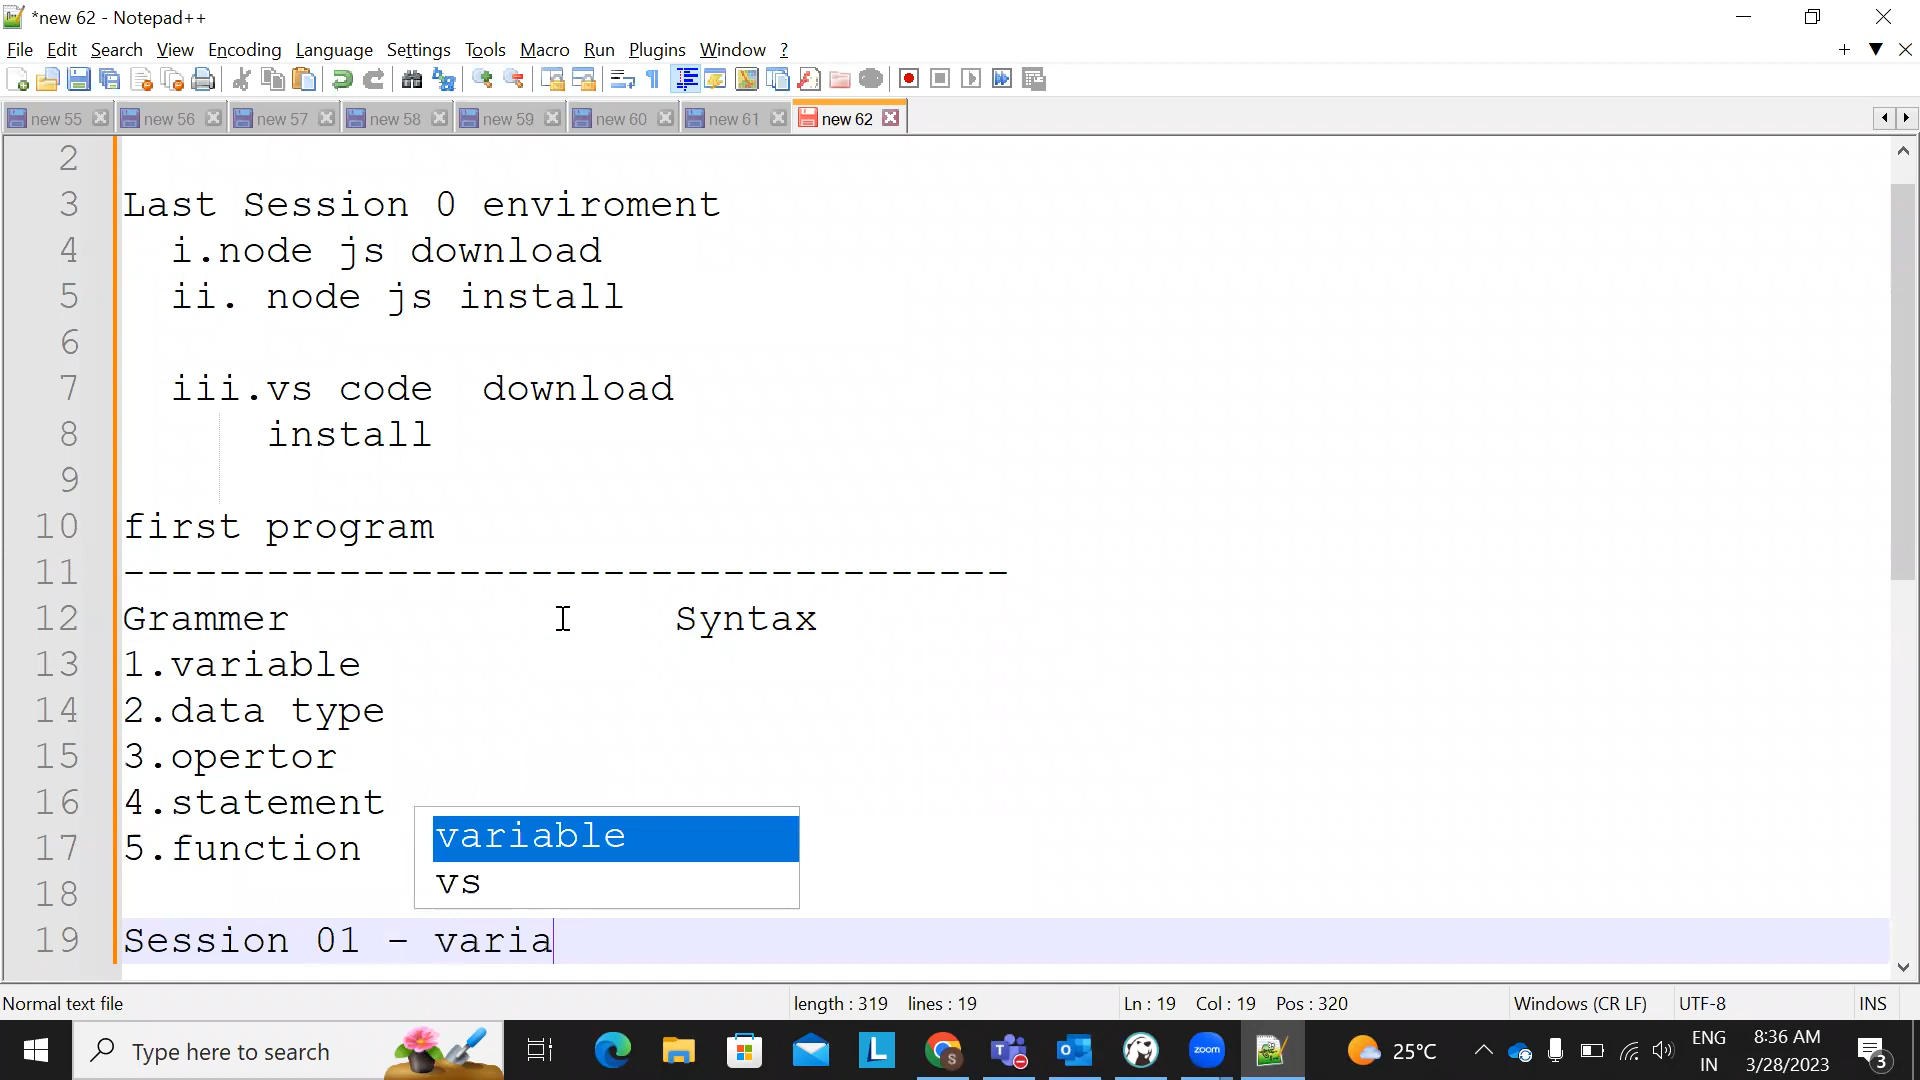 *new 62 - Notepad++
File Edit Search View Encoding Language Settings Tools Macro Run Plugins Window ?
new 55 new 56 new 57 new 58 new 59 new 60 new 61 new 62
2
3 Last Session 0 enviroment
4 i.node js download
5 ii. node js install
6
7 iii.vs code download
8 install
9
10 first program
11 -------------------------------------
12 Grammer Syntax
13 1.variable
14 2.data type
15 3.opertor
16 4.statement
17 5.function
variable
vs
18
19 Session 01 - varia
Normal text file length : 319 lines : 19 Ln : 19 Col : 19 Pos : 320 Windows (CR LF) UTF-8 INS
Type here to search L S zoom 25°C ENG IN 8:36 AM 3/28/2023 3